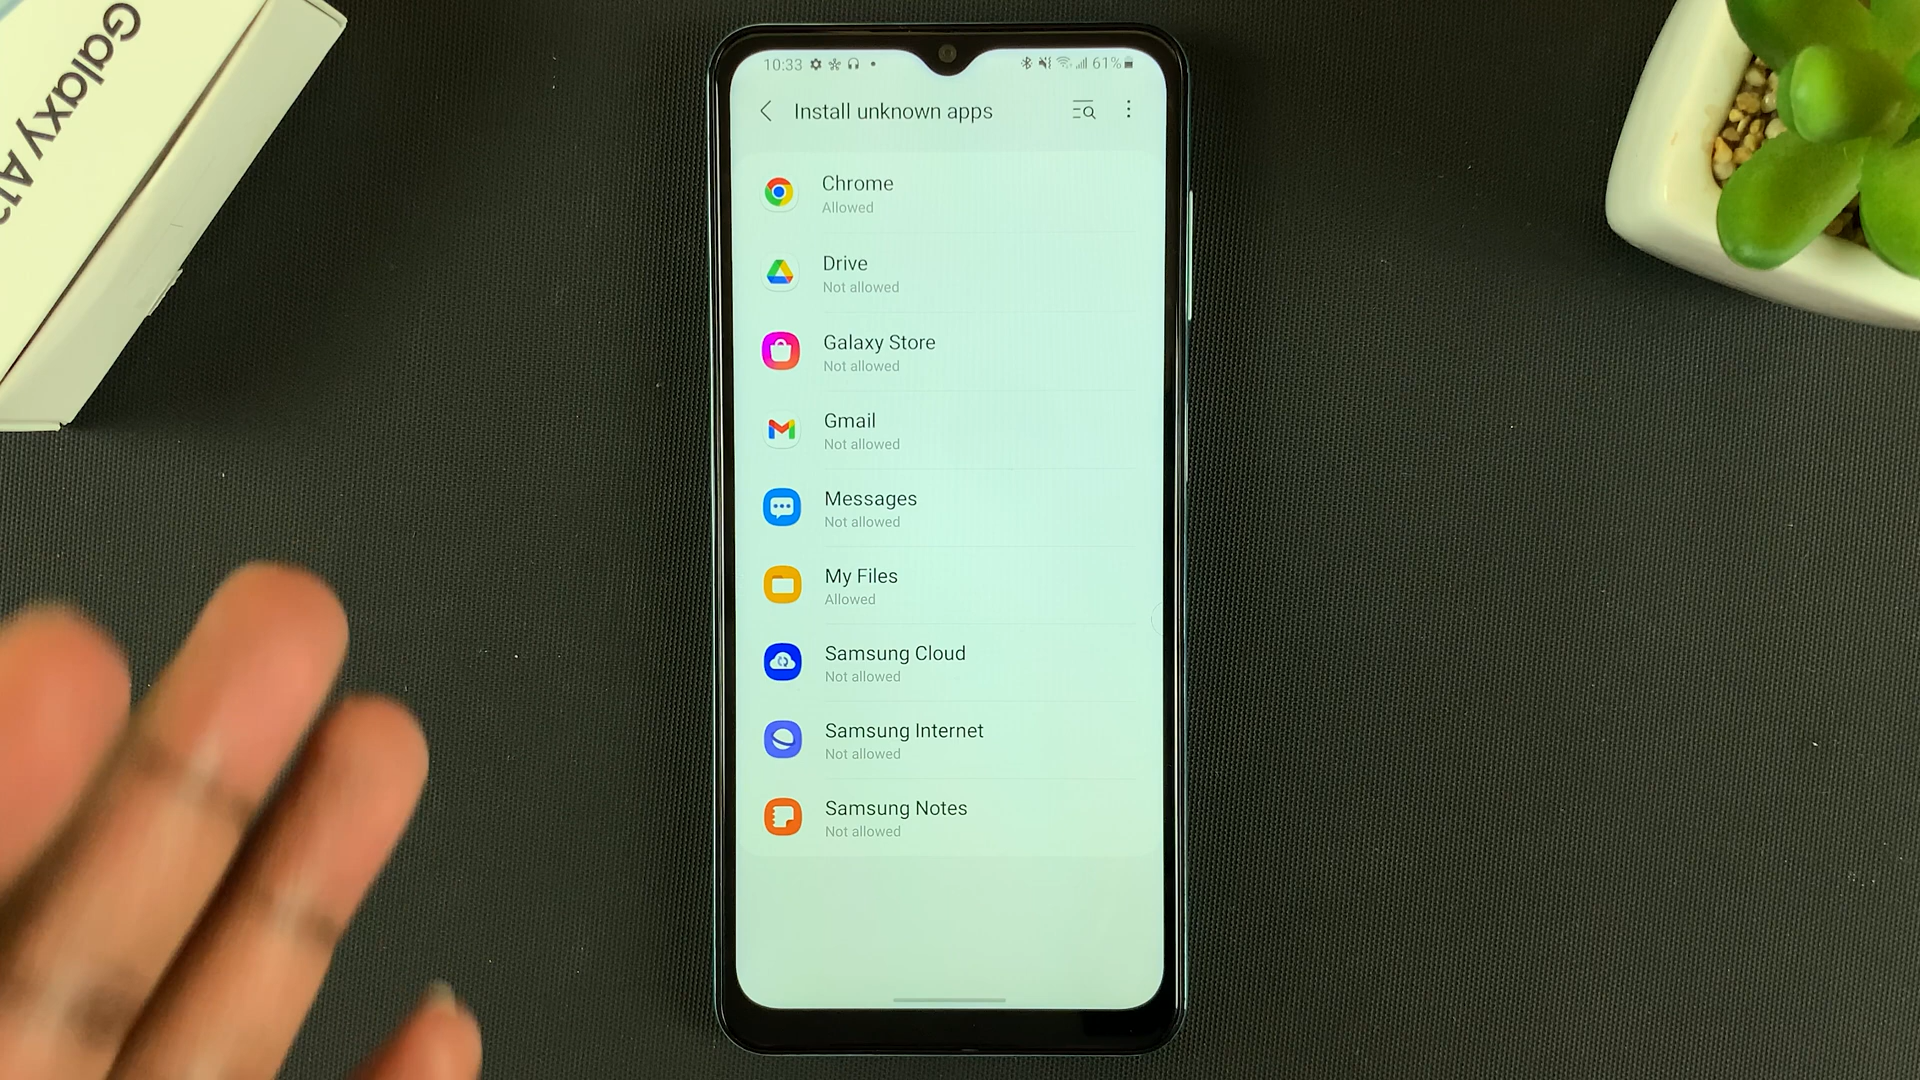 Galaxy A12
10:33 61%
Install unknown apps
Chrome
Allowed
Drive
Not allowed
Galaxy Store
Not allowed
Gmail
Not allowed
Messages
Not allowed
My Files
Allowed
Samsung Cloud
Not allowed
Samsung Internet
Not allowed
Samsung Notes
Not allowed